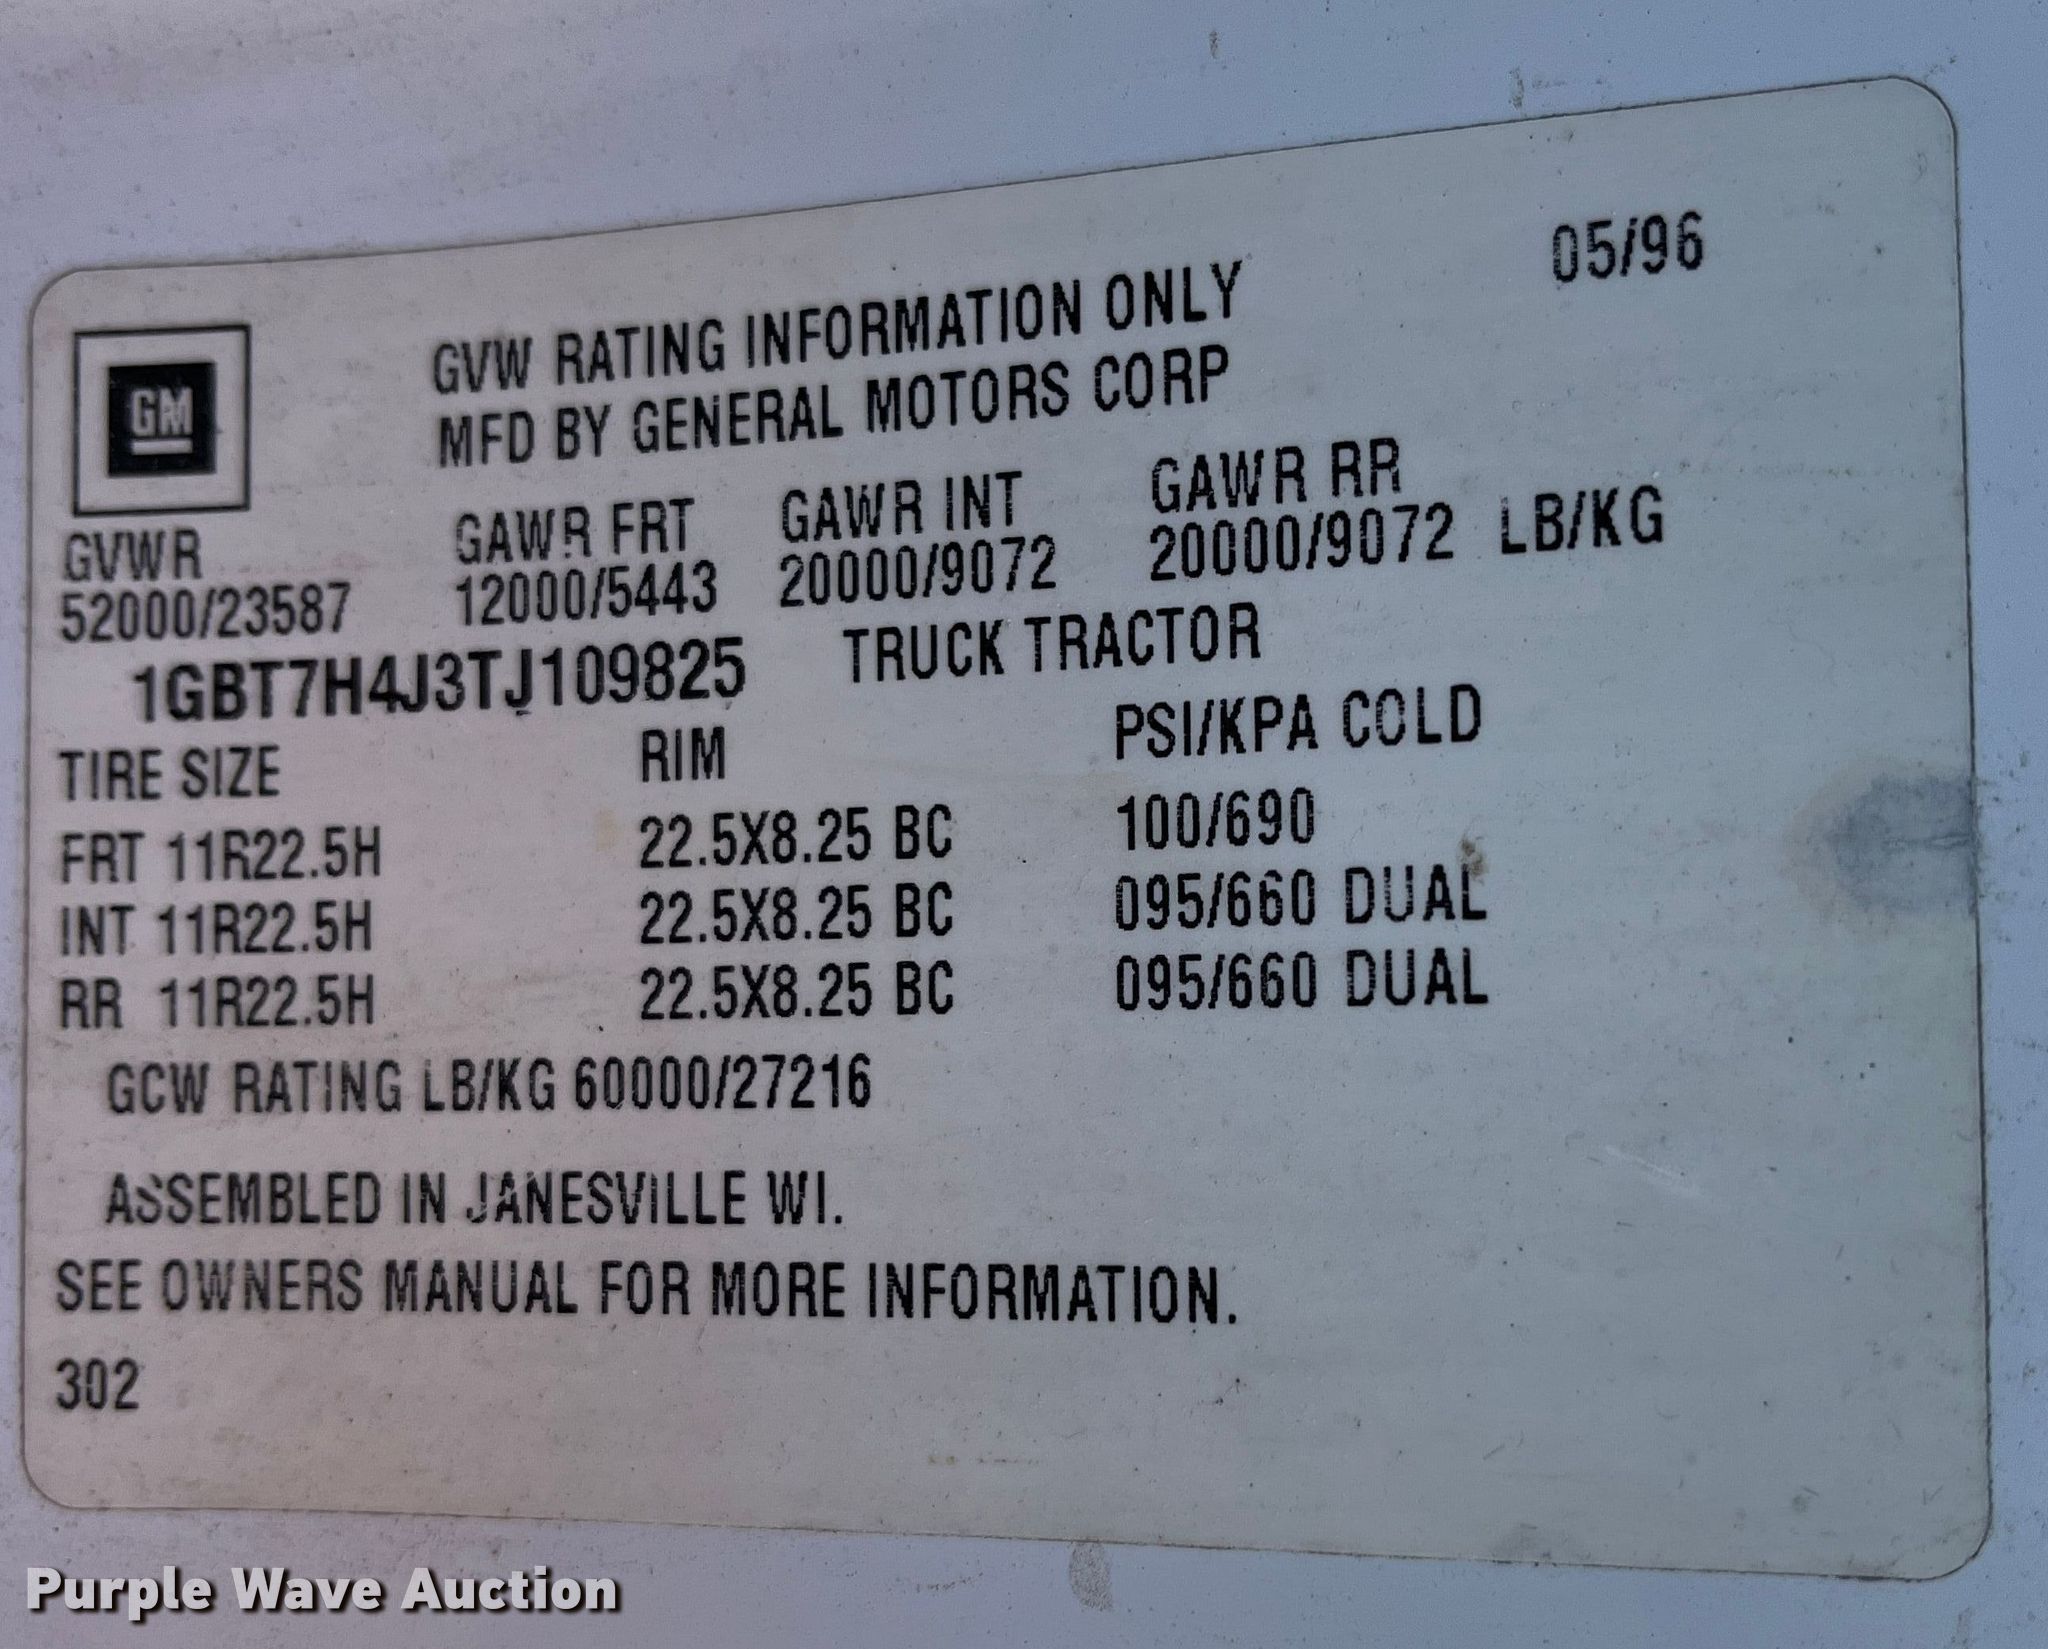 05/96
GM
GVW RATING INFORMATION ONLY
MFD BY GENERAL MOTORS CORP
GVWR GAWR FRT GAWR INT GAWR RR
52000/23587 12000/5443 20000/9072 20000/9072 LB/KG
1GBT7H4J3TJ109825 TRUCK TRACTOR
TIRE SIZE RIM PSI/KPA COLD
FRT 11R22.5H 22.5X8.25 BC 100/690
INT 11R22.5H 22.5X8.25 BC 095/660 DUAL
RR 11R22.5H 22.5X8.25 BC 095/660 DUAL
GCW RATING LB/KG 60000/27216
ASSEMBLED IN JANESVILLE WI.
SEE OWNERS MANUAL FOR MORE INFORMATION.
302
Purple Wave Auction